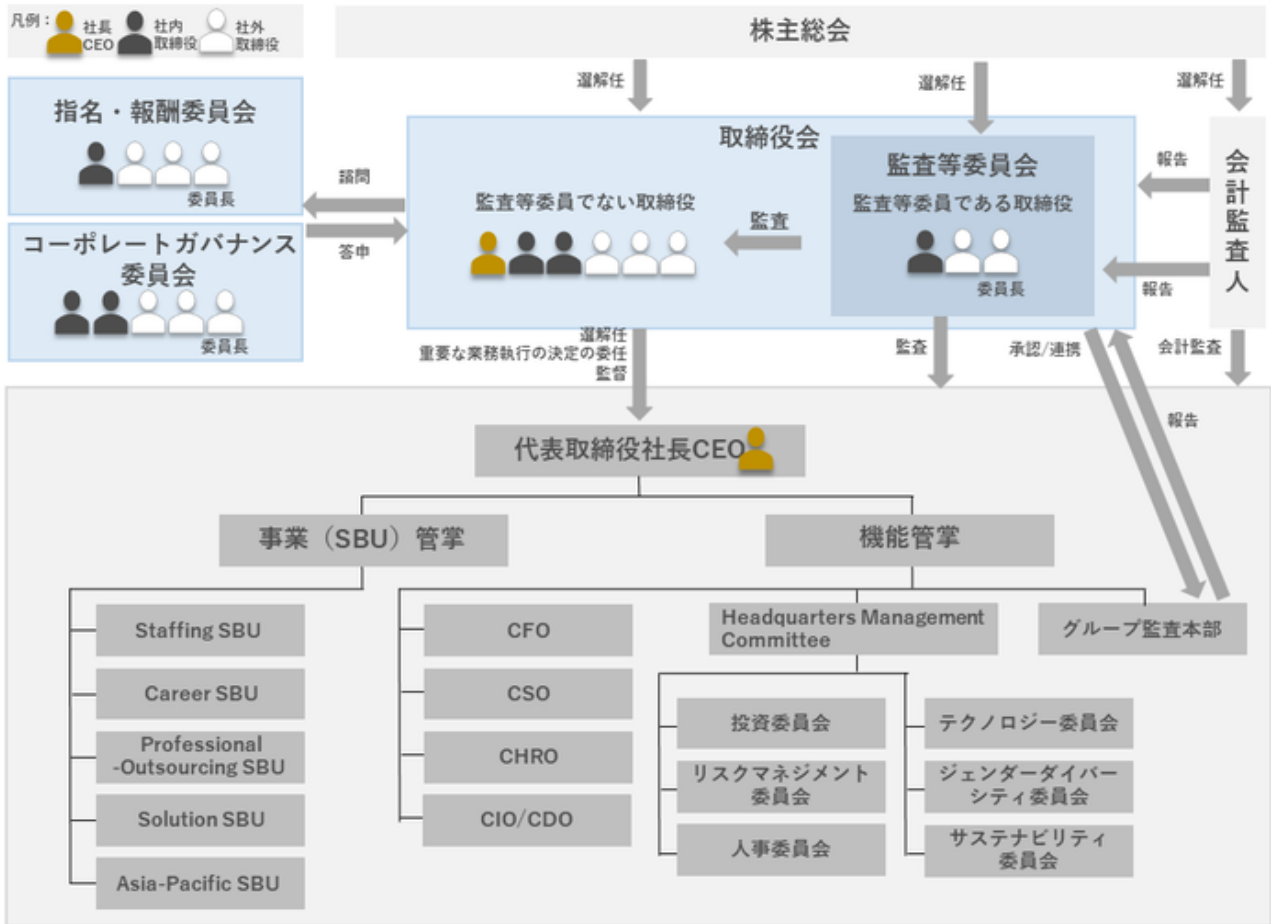 凡例：
社長
CEO
社内
取締役
社外
取締役
株主総会
選解任
選解任
選解任
指名・報酬委員会
委員長
コーポレートガバナンス
委員会
委員長
諮問
答申
取締役会
監査等委員でない取締役
監査
監査等委員会
監査等委員である取締役
委員長
会計監査人
報告
報告
選解任
重要な業務執行の決定の委任
監督
監査
承認/連携
会計監査
報告
代表取締役社長CEO
事業（SBU）管掌
機能管掌
Staffing SBU
Career SBU
Professional
-Outsourcing SBU
Solution SBU
Asia-Pacific SBU
CFO
CSO
CHRO
CIO/CDO
Headquarters Management
Committee
グループ監査本部
投資委員会
リスクマネジメント
委員会
人事委員会
テクノロジー委員会
ジェンダーダイバー
シティ委員会
サステナビリティ
委員会